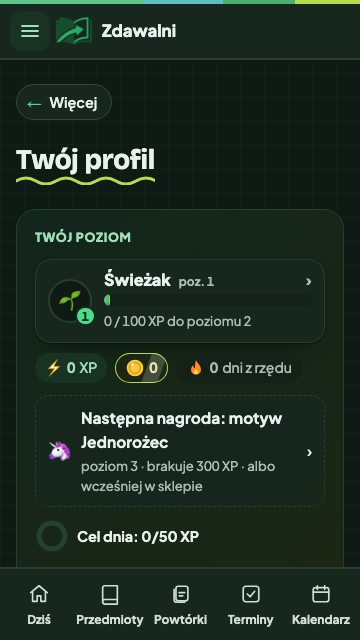 Zdawalni
← Więcej
Twój profil
TWÓJ POZIOM
Świeżak poz. 1
1
0 / 100 XP do poziomu 2
0 XP
0
0 dni z rzędu
Następna nagroda: motyw
Jednorożec
poziom 3 · brakuje 300 XP · albo
wcześniej w sklepie
Cel dnia: 0/50 XP
Dziś
Przedmioty
Powtórki
Terminy
Kalendarz